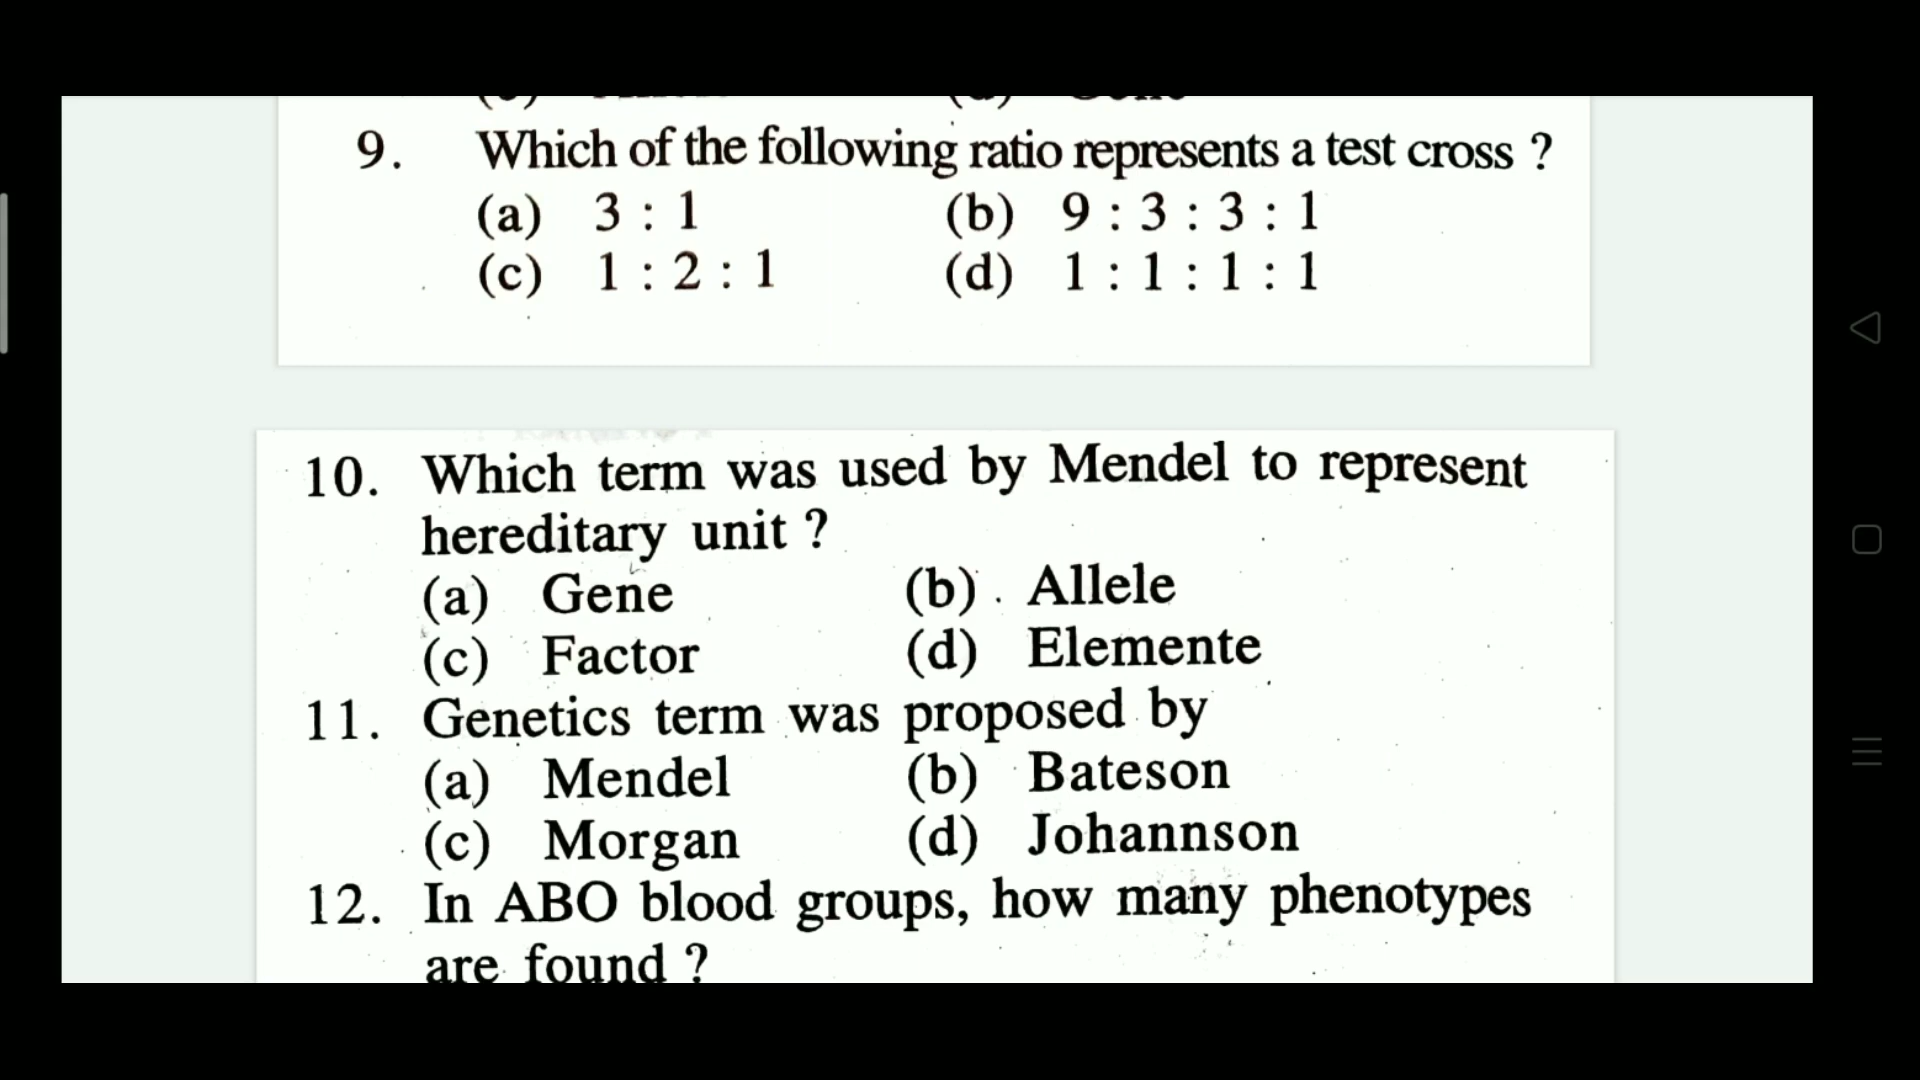 9. Which of the following ratio represents a test cross ?
(a) 3 : 1 (b) 9 : 3 : 3 : 1
(c) 1 : 2 : 1 (d) 1 : 1 : 1 : 1
10. Which term was used by Mendel to represent
hereditary unit ?
(a) Gene (b) Allele
(c) Factor (d) Elemente
11. Genetics term was proposed by
(a) Mendel (b) Bateson
(c) Morgan (d) Johannson
12. In ABO blood groups, how many phenotypes
are found ?